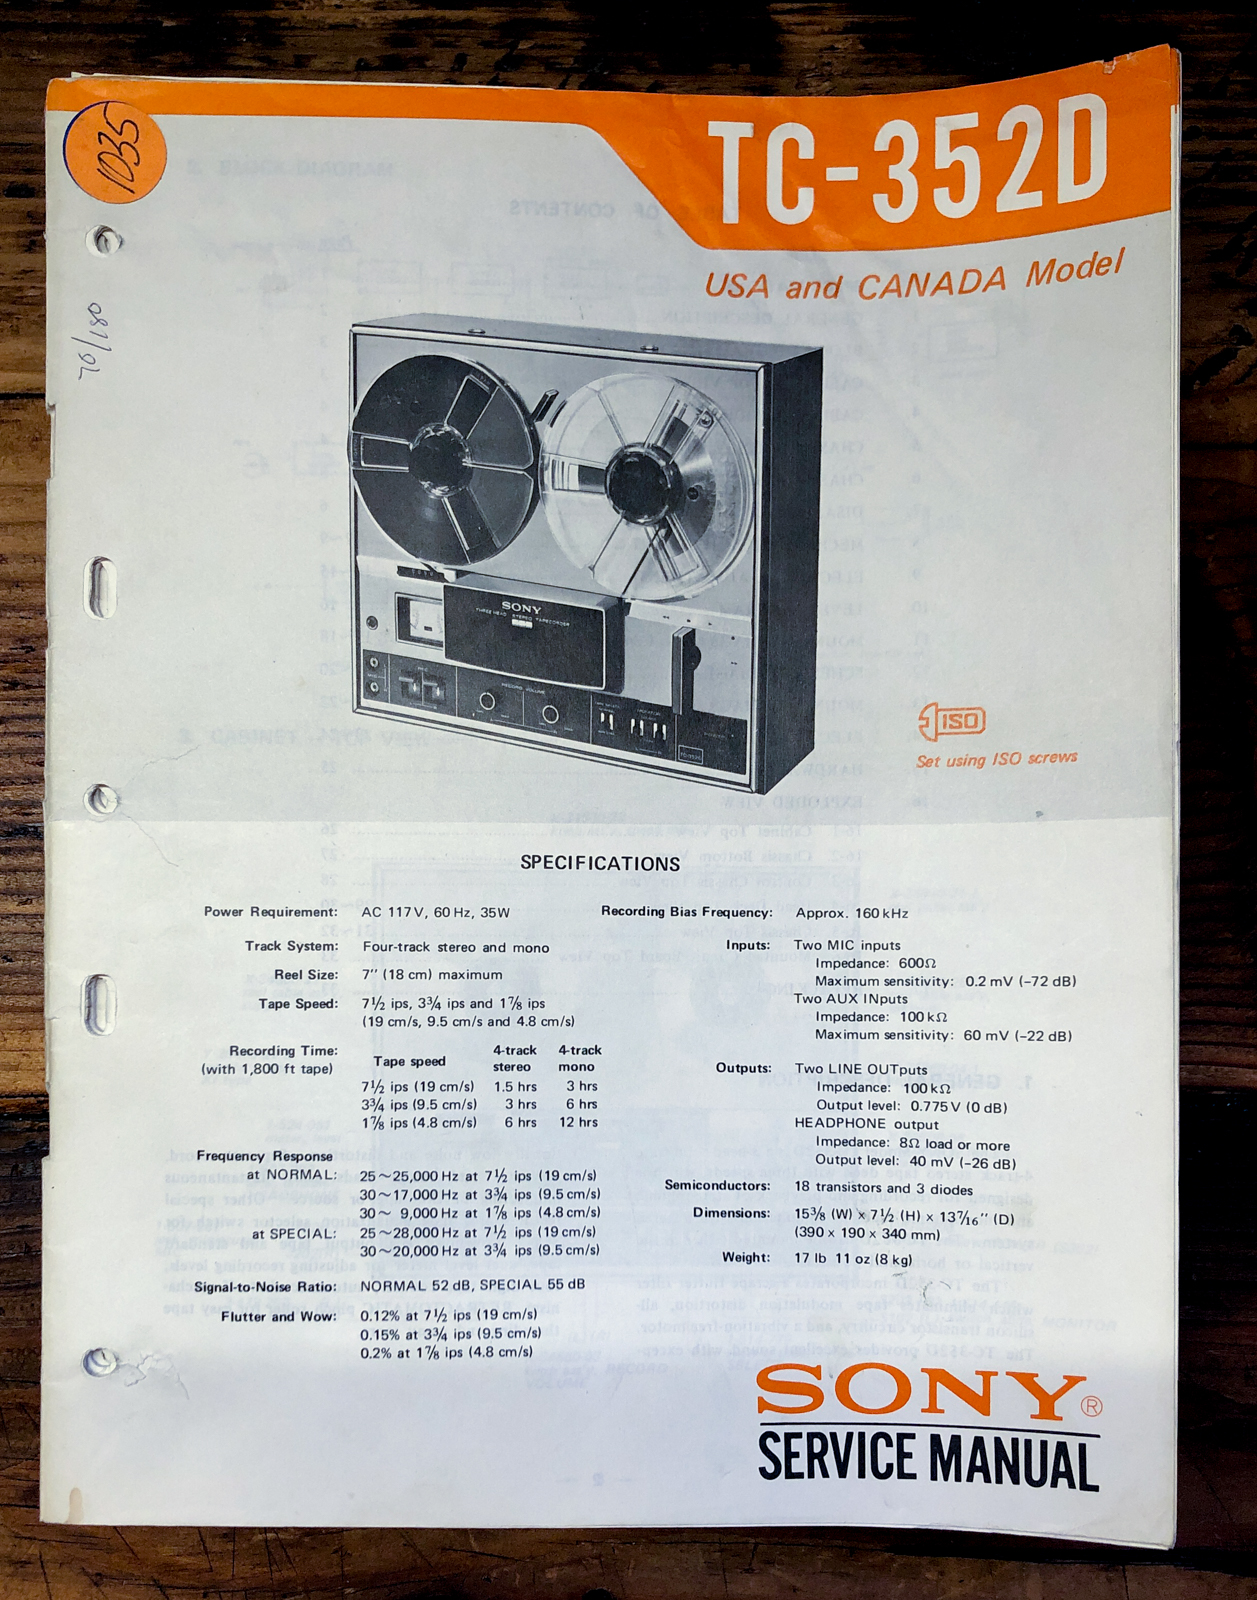 1035
TC-352D
USA and CANADA Model
70/180
SONY
THREE HEAD STEREO TAPECORDER
RECORD VOLUME
ISO
Set using ISO screws
SPECIFICATIONS
Power Requirement: AC 117V, 60 Hz, 35W
Track System: Four-track stereo and mono
Reel Size: 7" (18 cm) maximum
Tape Speed: 7½ ips, 3¾ ips and 1⅞ ips
(19 cm/s, 9.5 cm/s and 4.8 cm/s)
Recording Time: (with 1,800 ft tape)
Tape speed 4-track stereo 4-track mono
7½ ips (19 cm/s) 1.5 hrs 3 hrs
3¾ ips (9.5 cm/s) 3 hrs 6 hrs
1⅞ ips (4.8 cm/s) 6 hrs 12 hrs
Frequency Response
at NORMAL: 25~25,000 Hz at 7½ ips (19 cm/s)
30~17,000 Hz at 3¾ ips (9.5 cm/s)
30~ 9,000 Hz at 1⅞ ips (4.8 cm/s)
at SPECIAL: 25~28,000 Hz at 7½ ips (19 cm/s)
30~20,000 Hz at 3¾ ips (9.5 cm/s)
Signal-to-Noise Ratio: NORMAL 52 dB, SPECIAL 55 dB
Flutter and Wow: 0.12% at 7½ ips (19 cm/s)
0.15% at 3¾ ips (9.5 cm/s)
0.2% at 1⅞ ips (4.8 cm/s)
Recording Bias Frequency: Approx. 160 kHz
Inputs: Two MIC inputs
Impedance: 600Ω
Maximum sensitivity: 0.2 mV (-72 dB)
Two AUX INputs
Impedance: 100 kΩ
Maximum sensitivity: 60 mV (-22 dB)
Outputs: Two LINE OUTputs
Impedance: 100 kΩ
Output level: 0.775 V (0 dB)
HEADPHONE output
Impedance: 8Ω load or more
Output level: 40 mV (-26 dB)
Semiconductors: 18 transistors and 3 diodes
Dimensions: 15⅜ (W) x 7½ (H) x 13⁷⁄₁₆" (D)
(390 x 190 x 340 mm)
Weight: 17 lb 11 oz (8 kg)
SONY®
SERVICE MANUAL